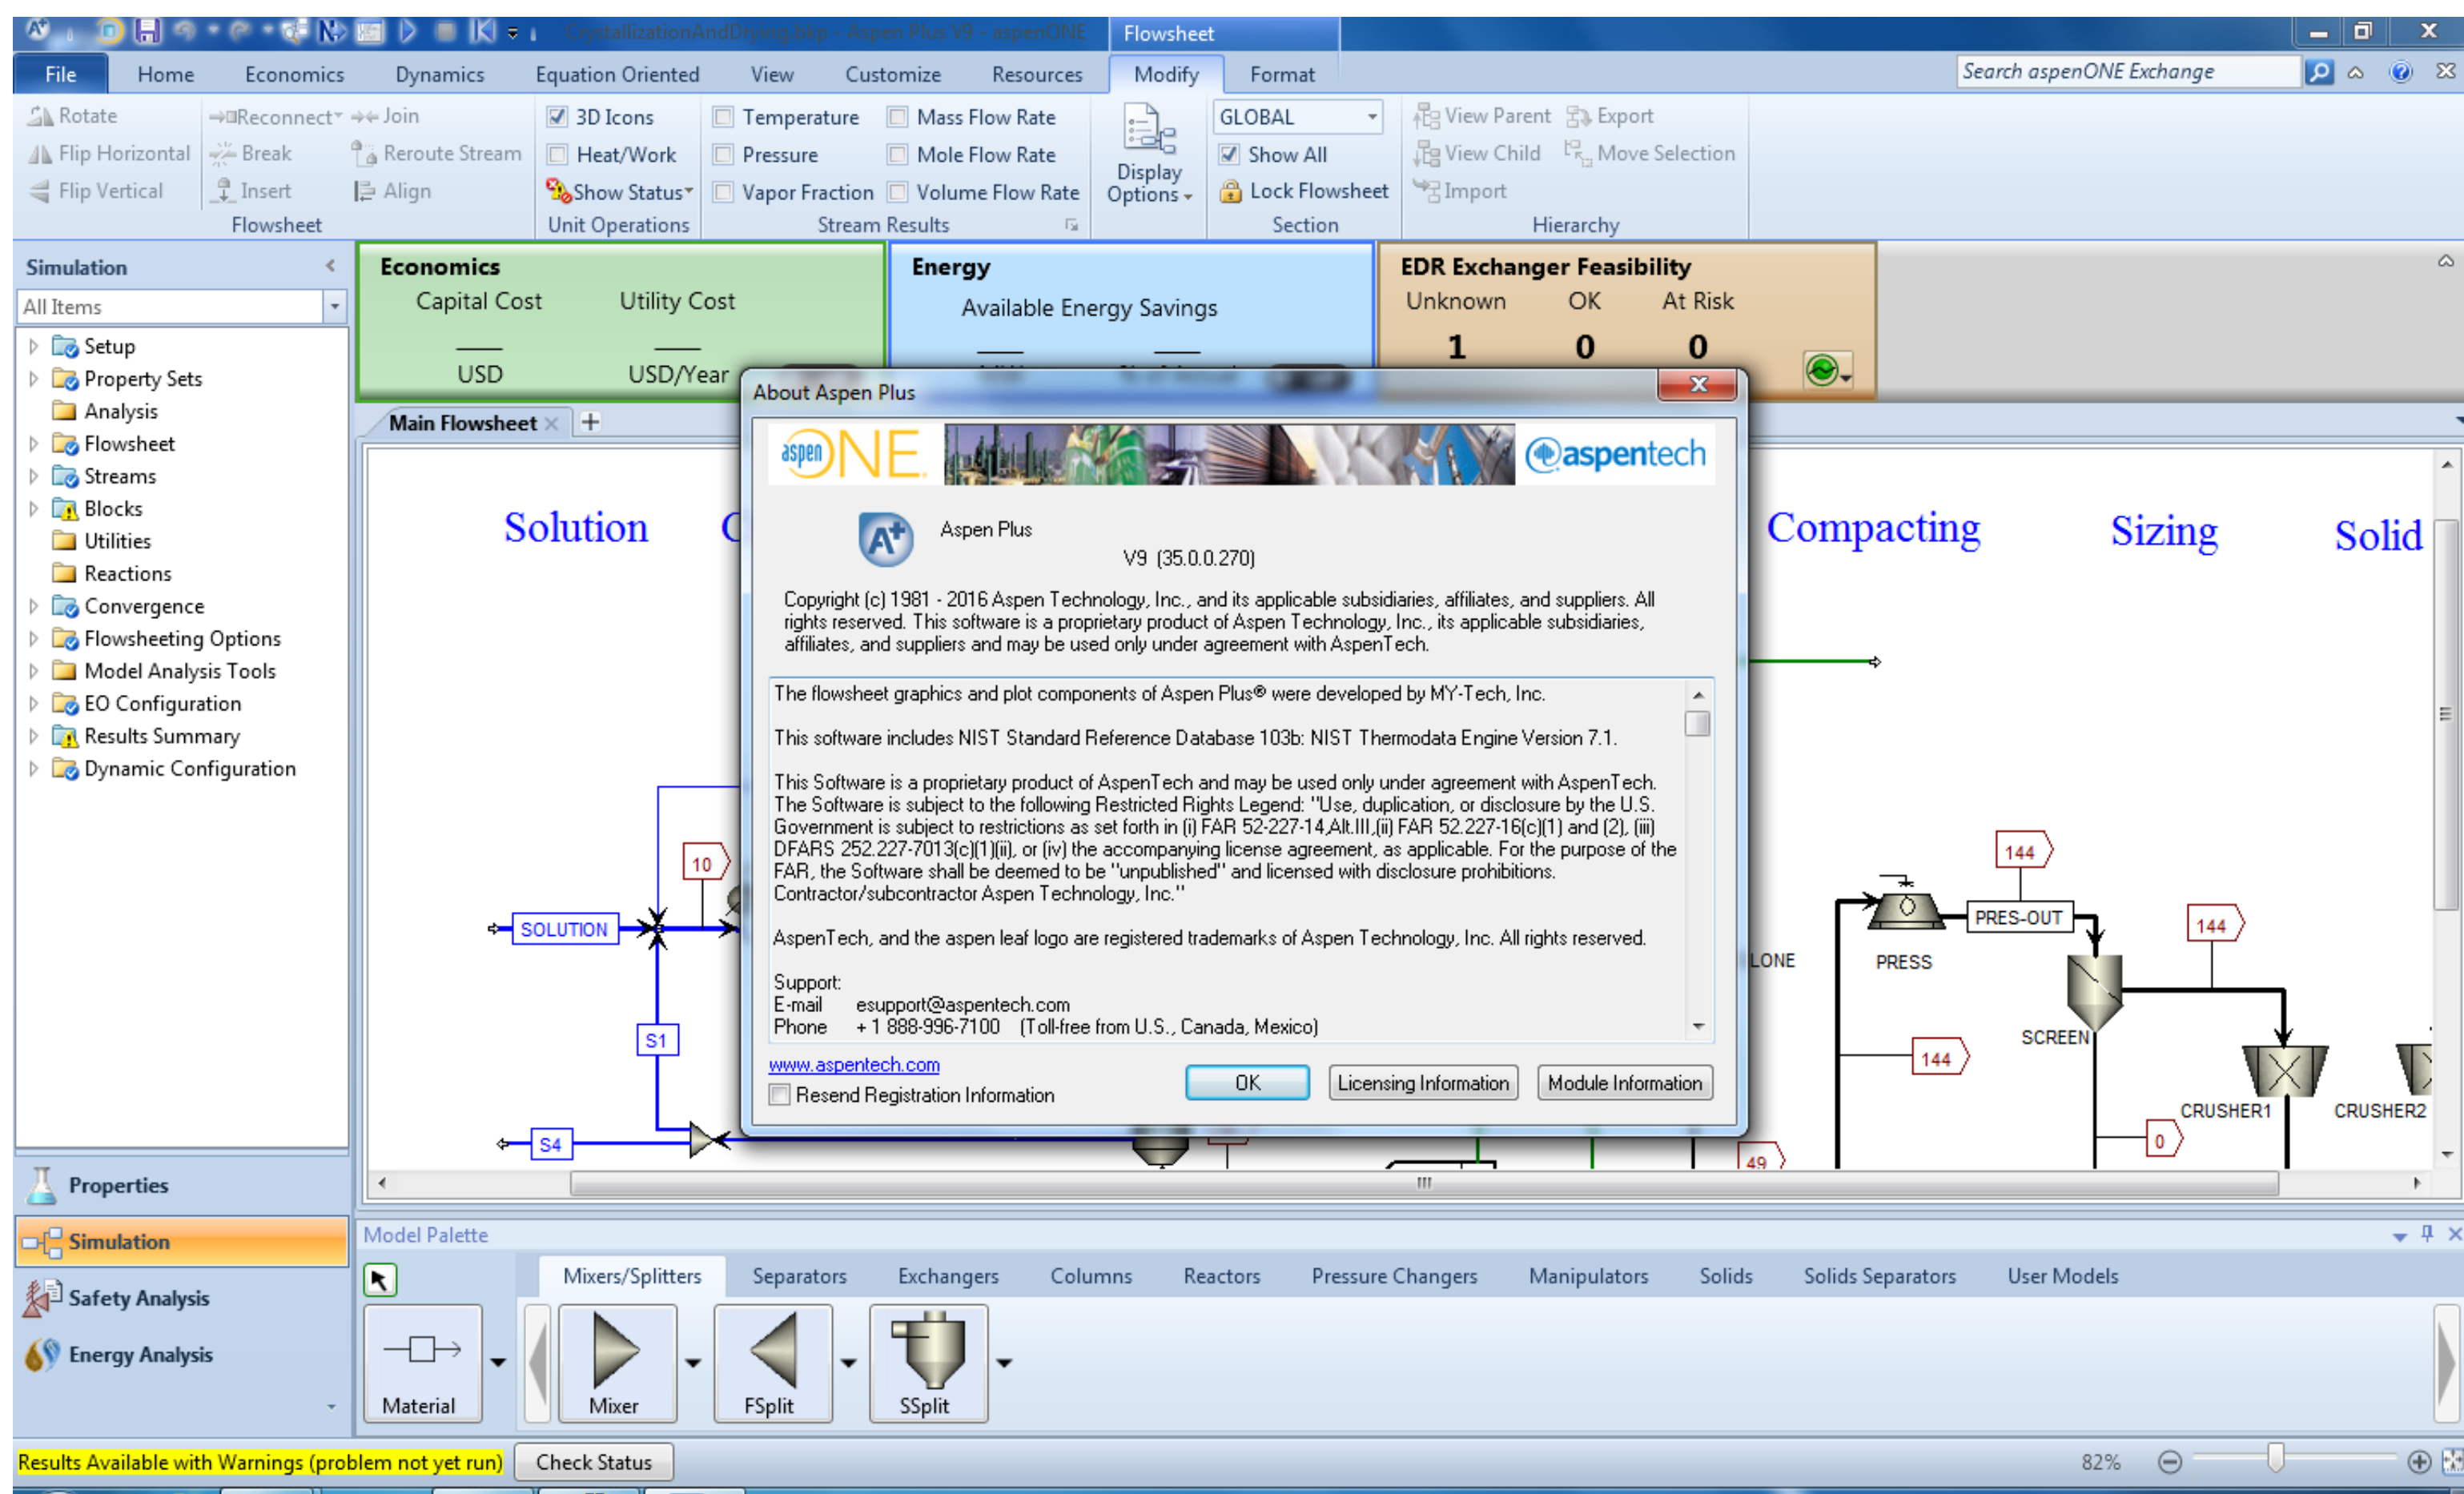 CrystallizationAndDrying.bkp - Aspen Plus V9 - aspenONE
Flowsheet
File Home Economics Dynamics Equation Oriented View Customize Resources Modify Format
Search aspenONE Exchange
Rotate Reconnect Join 3D Icons Temperature Mass Flow Rate GLOBAL View Parent Export
Flip Horizontal Break Reroute Stream Heat/Work Pressure Mole Flow Rate Show All View Child Move Selection
Display
Flip Vertical Insert Align Show Status Vapor Fraction Volume Flow Rate Options Lock Flowsheet Import
Flowsheet Unit Operations Stream Results Section Hierarchy
Simulation
All Items
Setup
Property Sets
Analysis
Flowsheet
Streams
Blocks
Utilities
Reactions
Convergence
Flowsheeting Options
Model Analysis Tools
EO Configuration
Results Summary
Dynamic Configuration
Properties
Simulation
Safety Analysis
Energy Analysis
Economics
Capital Cost Utility Cost
USD USD/Year
Energy
Available Energy Savings
EDR Exchanger Feasibility
Unknown OK At Risk
1 0 0
Main Flowsheet
Solution
Compacting Sizing Solid
10
SOLUTION
S1
S4
LONE
PRESS
PRES-OUT
144
144
144
SCREEN
CRUSHER1
CRUSHER2
0
49
About Aspen Plus
aspen ONE
aspentech
A+
Aspen Plus
V9 (35.0.0.270)
Copyright (c) 1981 - 2016 Aspen Technology, Inc., and its applicable subsidiaries, affiliates, and suppliers. All
rights reserved. This software is a proprietary product of Aspen Technology, Inc., its applicable subsidiaries,
affiliates, and suppliers and may be used only under agreement with AspenTech.
The flowsheet graphics and plot components of Aspen Plus® were developed by MY-Tech, Inc.
This software includes NIST Standard Reference Database 103b: NIST Thermodata Engine Version 7.1.
This Software is a proprietary product of AspenTech and may be used only under agreement with AspenTech.
The Software is subject to the following Restricted Rights Legend: "Use, duplication, or disclosure by the U.S.
Government is subject to restrictions as set forth in (i) FAR 52-227-14,Alt.III,(ii) FAR 52.227-16(c)(1) and (2), (iii)
DFARS 252.227-7013(c)(1)(ii), or (iv) the accompanying license agreement, as applicable. For the purpose of the
FAR, the Software shall be deemed to be "unpublished" and licensed with disclosure prohibitions.
Contractor/subcontractor Aspen Technology, Inc."
AspenTech, and the aspen leaf logo are registered trademarks of Aspen Technology, Inc. All rights reserved.
Support:
E-mail esupport@aspentech.com
Phone + 1 888-996-7100 (Toll-free from U.S., Canada, Mexico)
www.aspentech.com
Resend Registration Information
OK Licensing Information Module Information
Model Palette
Mixers/Splitters Separators Exchangers Columns Reactors Pressure Changers Manipulators Solids Solids Separators User Models
Material Mixer FSplit SSplit
Results Available with Warnings (problem not yet run) Check Status 82%